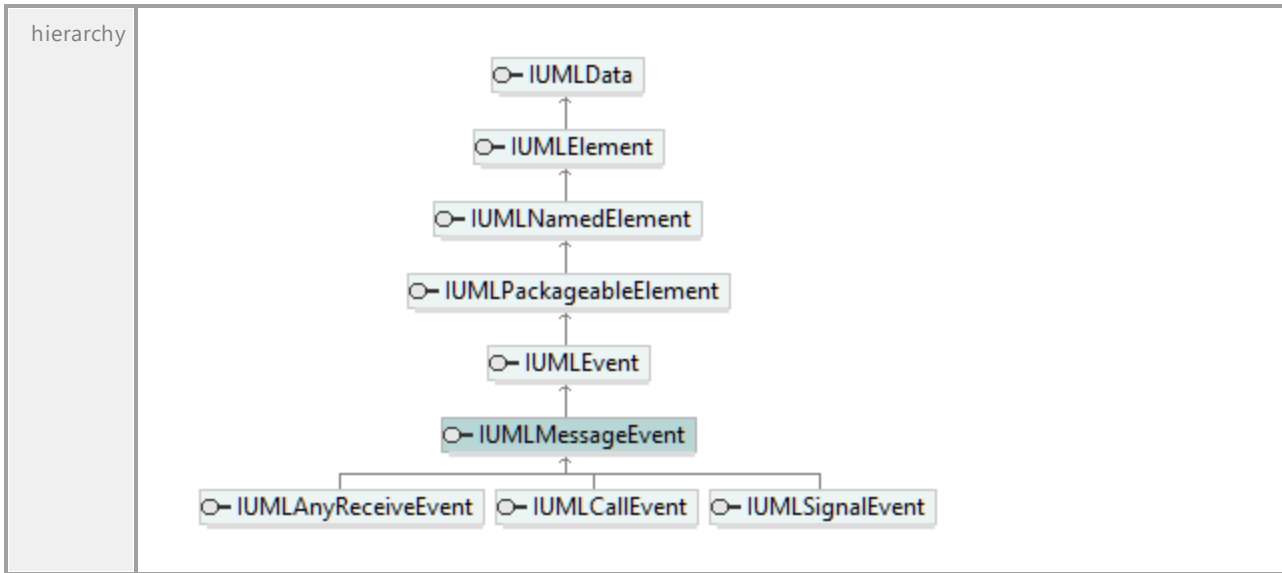 hierarchy
IUMLData
IUMLElement
IUMLNamedElement
IUMLPackageableElement
IUMLEvent
IUMLMessageEvent
IUMLAnyReceiveEvent IUMLCallEvent IUMLSignalEvent